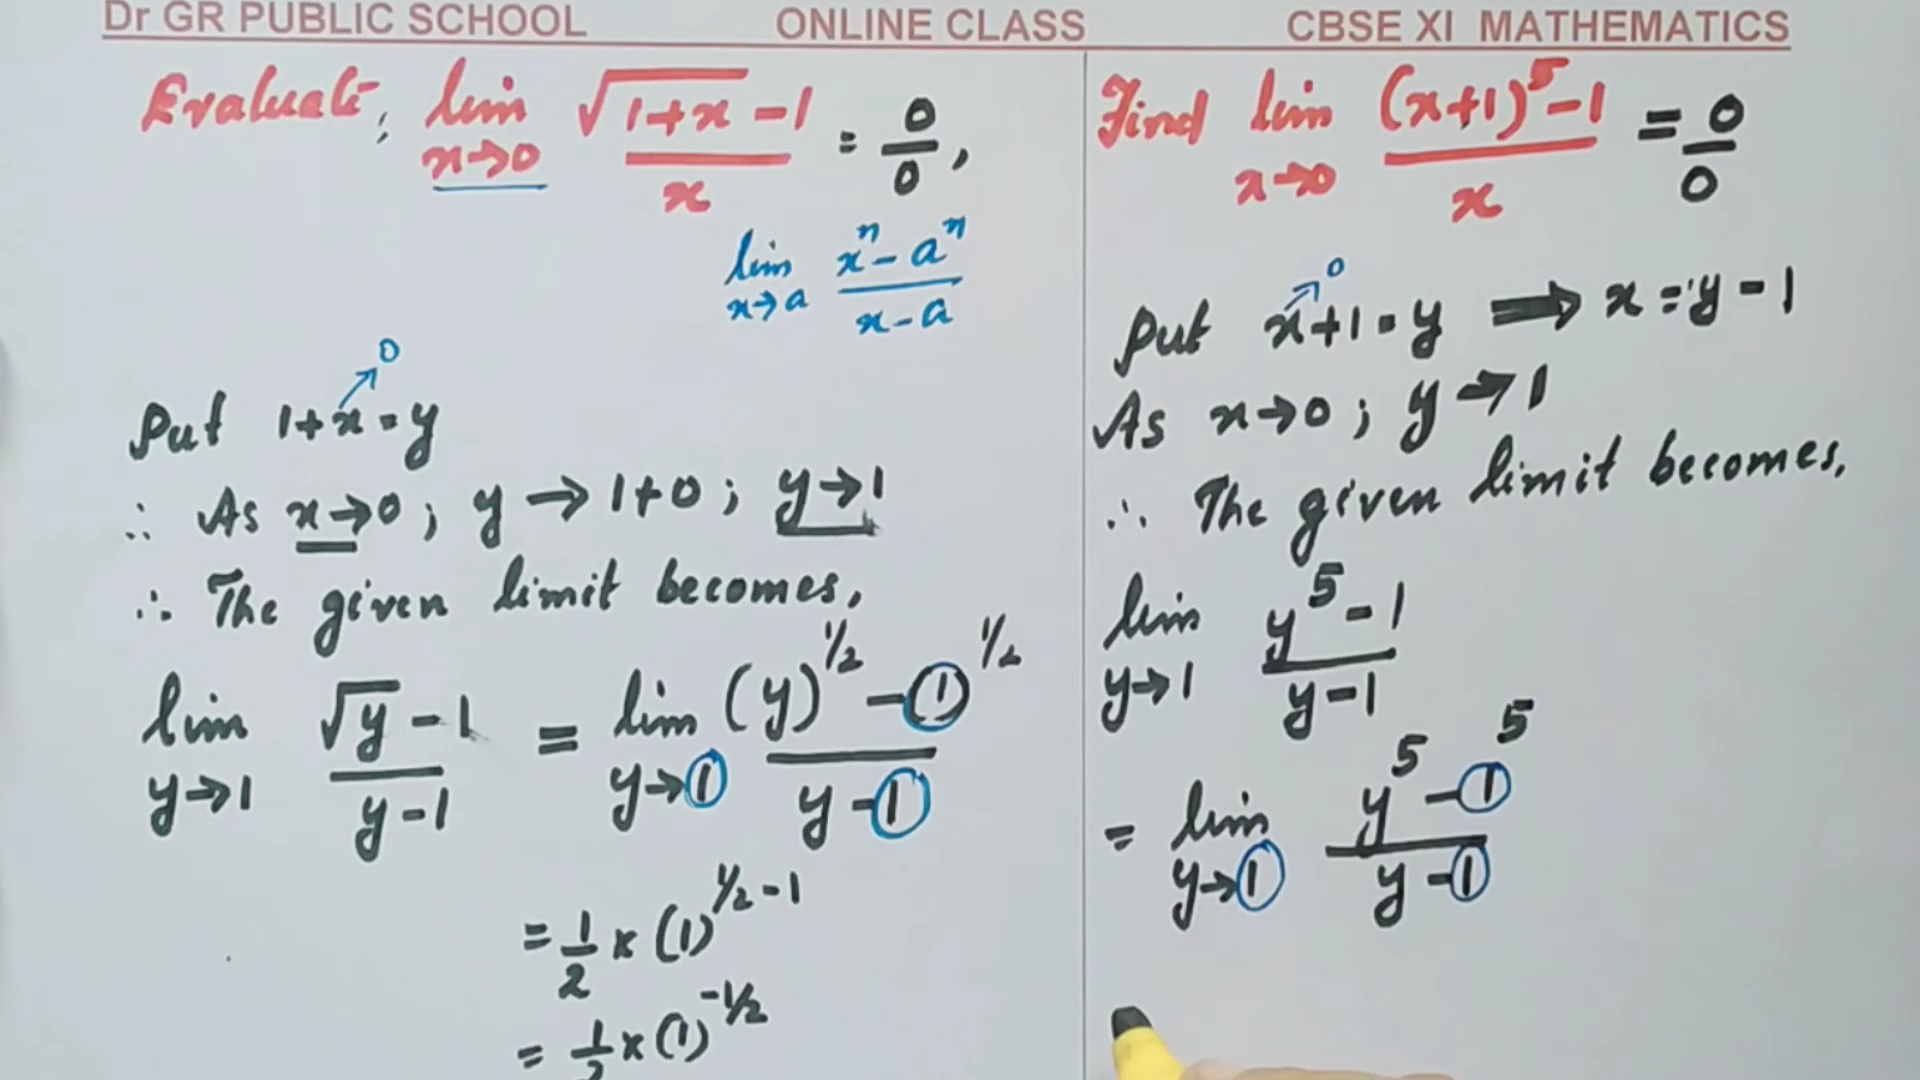 Dr GR PUBLIC SCHOOL ONLINE CLASS CBSE XI MATHEMATICS
Evaluate, lim x→0 (√(1+x) - 1)/x = 0/0,
lim x→a (xⁿ - aⁿ)/(x - a)
Put 1+x = y
0
∴ As x→0; y → 1+0; y→1
∴ The given limit becomes,
lim y→1 (√y - 1)/(y - 1) = lim y→1 ((y)^1/2 - (1)^1/2)/(y - 1)
= 1/2 × (1)^1/2 - 1
= 1/2 × (1)^-1/2
Find lim x→0 ((x+1)⁵ - 1)/x = 0/0
0
Put x+1 = y ⟹ x = y - 1
As x→0; y→1
∴ The given limit becomes,
lim y→1 (y⁵ - 1)/(y - 1)
= lim y→1 (y⁵ - 1⁵)/(y - 1)